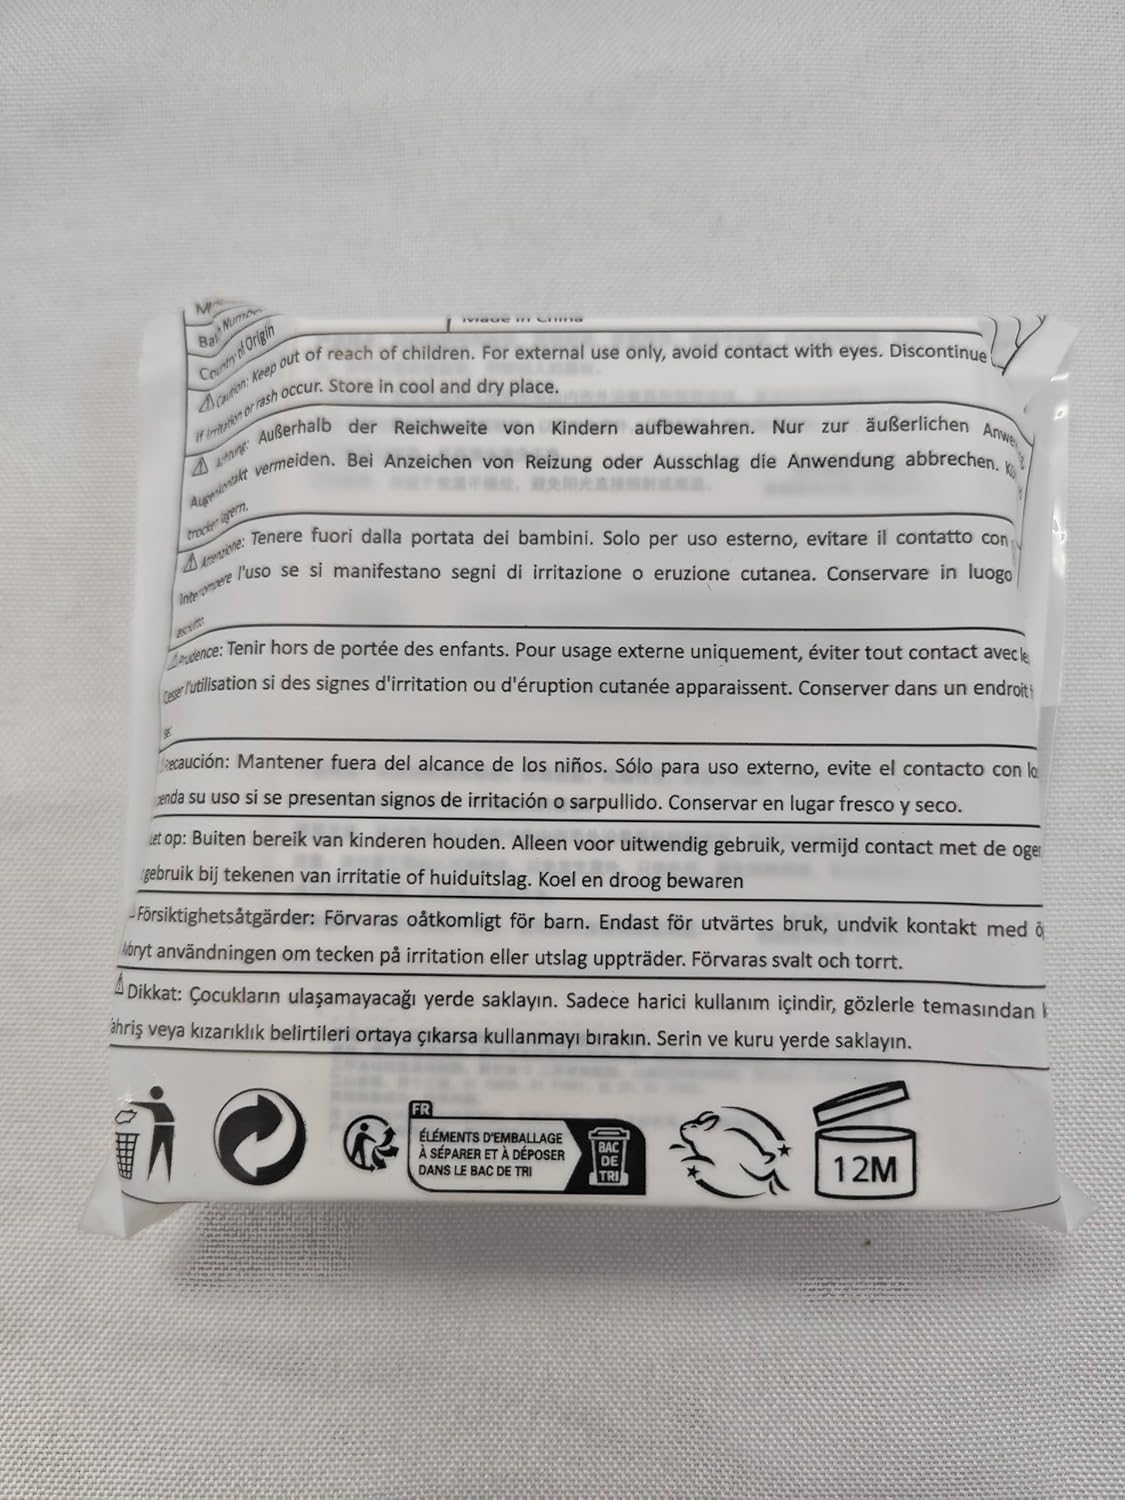 Country of Origin
Made in China
Caution: Keep out of reach of children. For external use only, avoid contact with eyes. Discontinue
if irritation or rash occur. Store in cool and dry place.
Achtung: Außerhalb der Reichweite von Kindern aufbewahren. Nur zur äußerlichen Anwe
Augenkontakt vermeiden. Bei Anzeichen von Reizung oder Ausschlag die Anwendung abbrechen.
trocken lagern.
Attenzione: Tenere fuori dalla portata dei bambini. Solo per uso esterno, evitare il contatto con
Interrompere l'uso se si manifestano segni di irritazione o eruzione cutanea. Conservare in luogo
asciutto
Prudence: Tenir hors de portée des enfants. Pour usage externe uniquement, éviter tout contact avec le
Cesser l'utilisation si des signes d'irritation ou d'éruption cutanée apparaissent. Conserver dans un endroit
sec
recaución: Mantener fuera del alcance de los niños. Sólo para uso externo, evite el contacto con lo
penda su uso si se presentan signos de irritación o sarpullido. Conservar en lugar fresco y seco.
Let op: Buiten bereik van kinderen houden. Alleen voor uitwendig gebruik, vermijd contact met de ogen
gebruik bij tekenen van irritatie of huiduitslag. Koel en droog bewaren
Försiktighetsåtgärder: Förvaras oåtkomligt för barn. Endast för utvärtes bruk, undvik kontakt med ö
Avbryt användningen om tecken på irritation eller utslag uppträder. Förvaras svalt och torrt.
Dikkat: Çocukların ulaşamayacağı yerde saklayın. Sadece harici kullanım içindir, gözlerle temasından k
ahriş veya kızarıklık belirtileri ortaya çıkarsa kullanmayı bırakın. Serin ve kuru yerde saklayın.
FR
ÉLÉMENTS D'EMBALLAGE
À SÉPARER ET À DÉPOSER
DANS LE BAC DE TRI
BAC
DE
TRI
12M